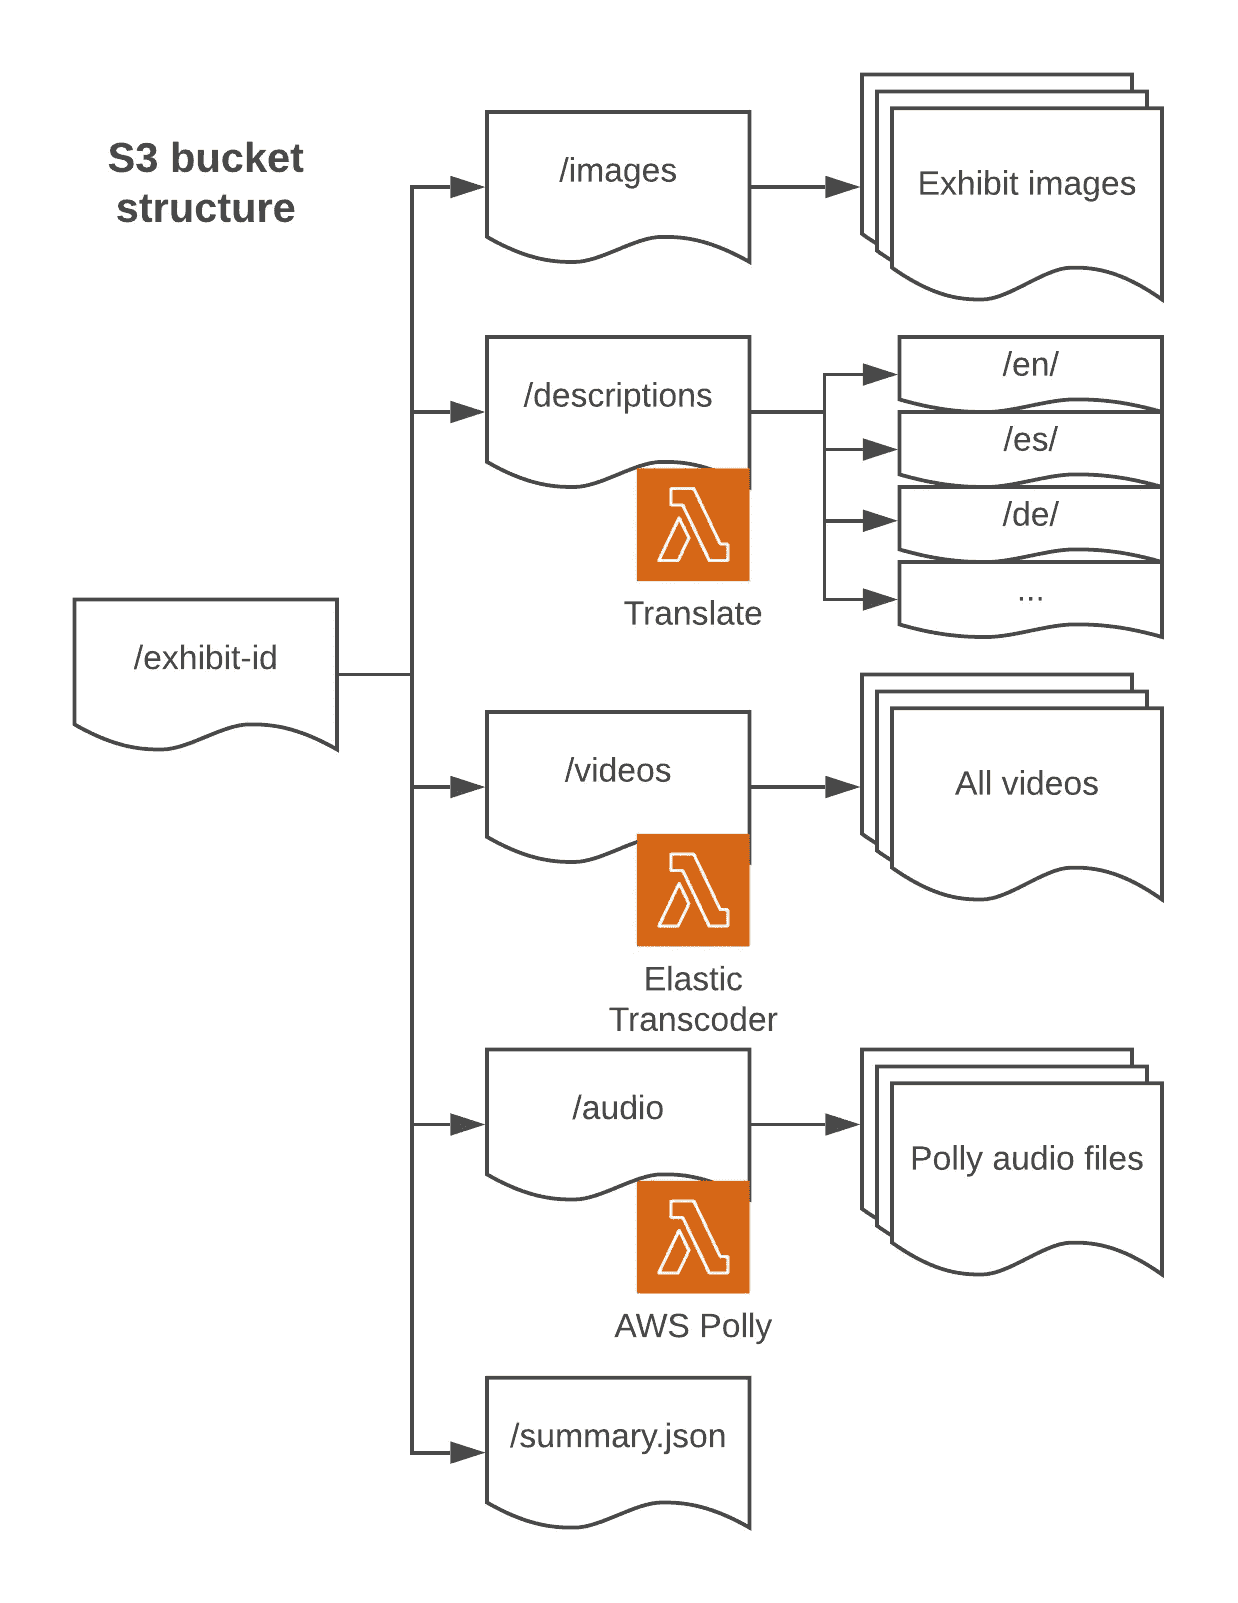 S3 bucket
structure
/images
Exhibit images
/descriptions
/en/
/es/
/de/
...
Translate
/exhibit-id
/videos
All videos
Elastic
Transcoder
/audio
Polly audio files
AWS Polly
/summary.json